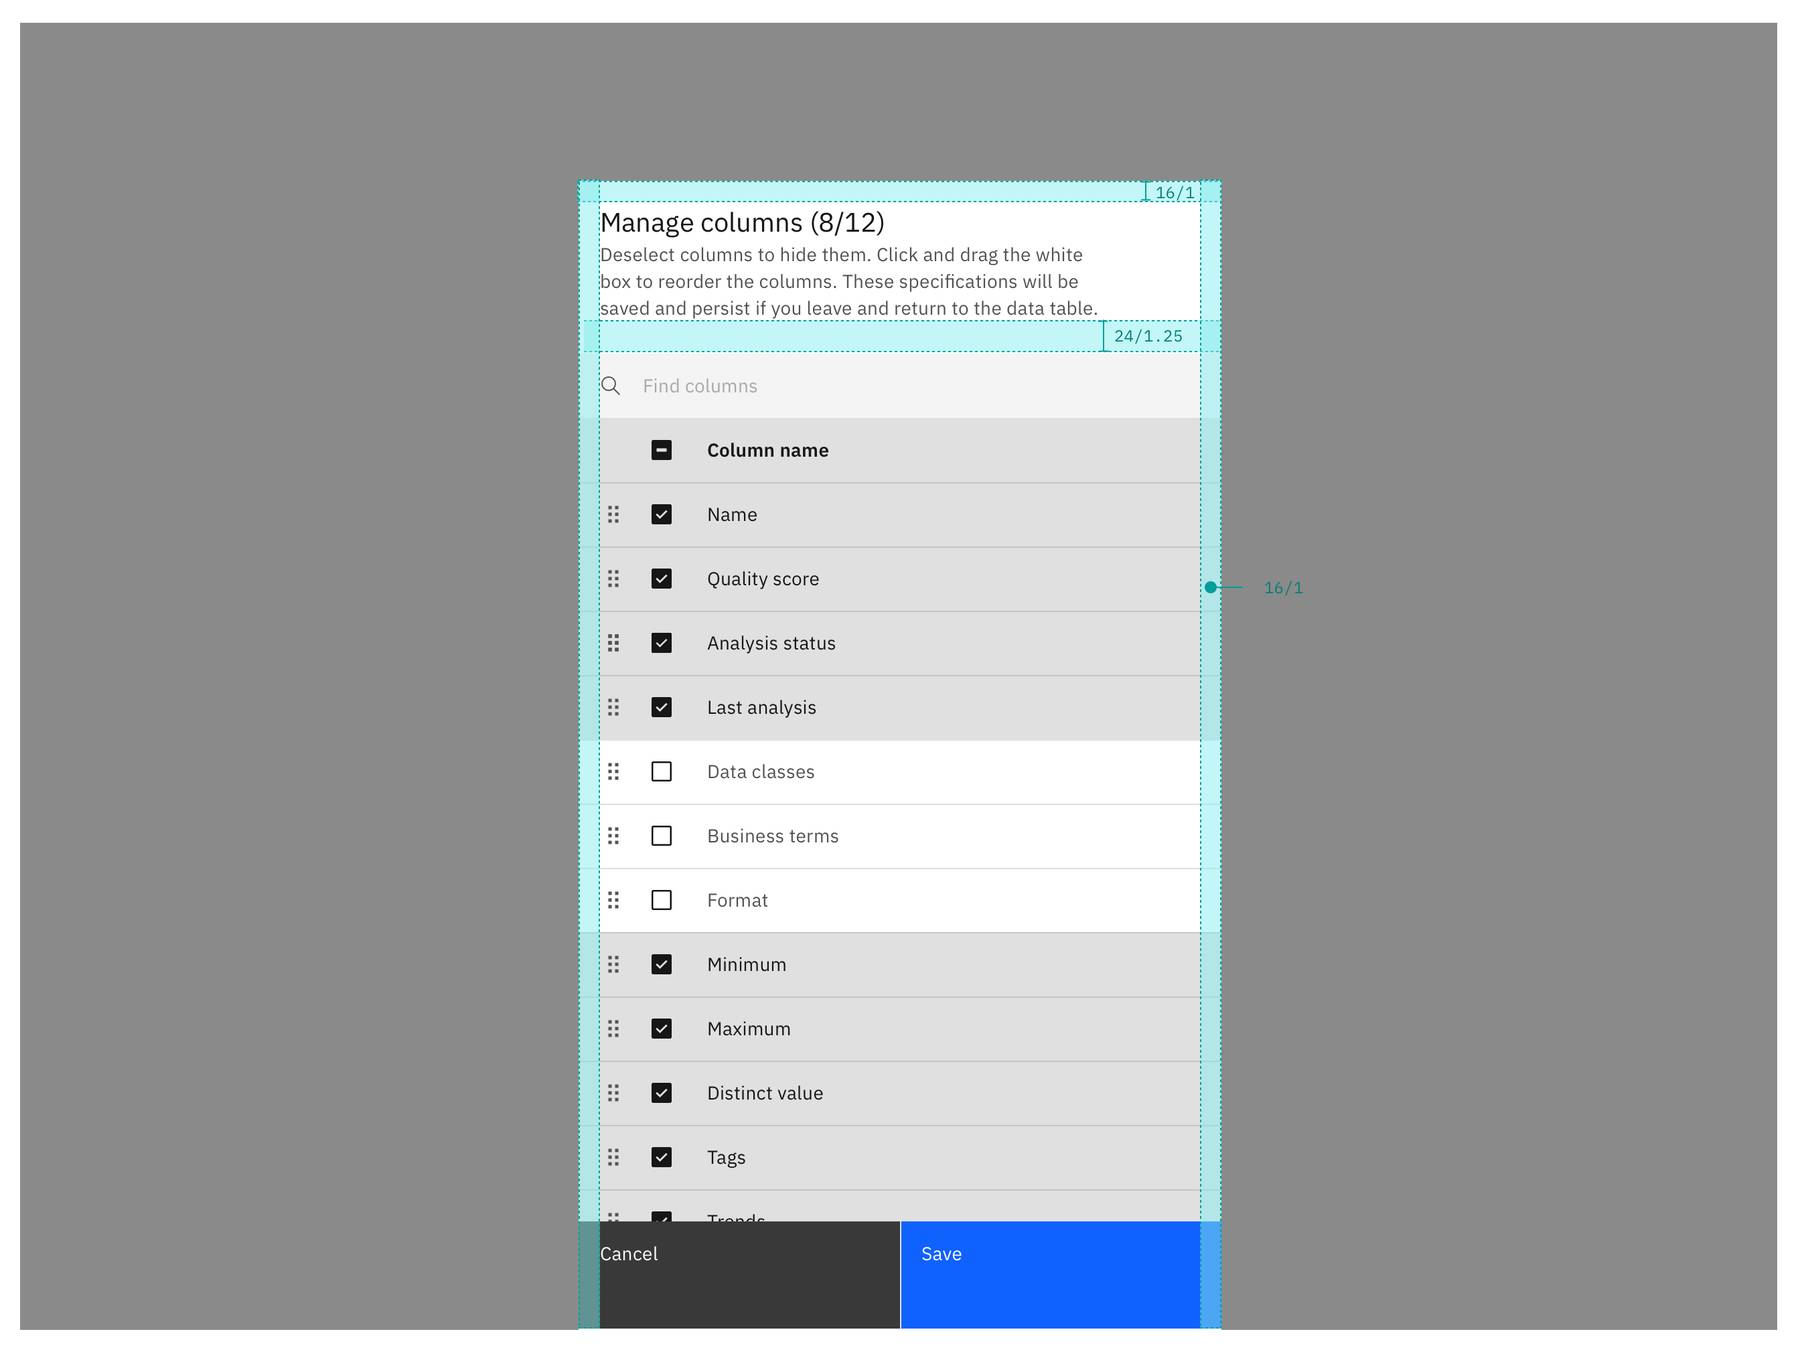 16/1
Manage columns (8/12)
Deselect columns to hide them. Click and drag the white
box to reorder the columns. These specifications will be
saved and persist if you leave and return to the data table.
24/1.25
Find columns
Column name
Name
Quality score
16/1
Analysis status
Last analysis
Data classes
Business terms
Format
Minimum
Maximum
Distinct value
Tags
Trends
Cancel
Save